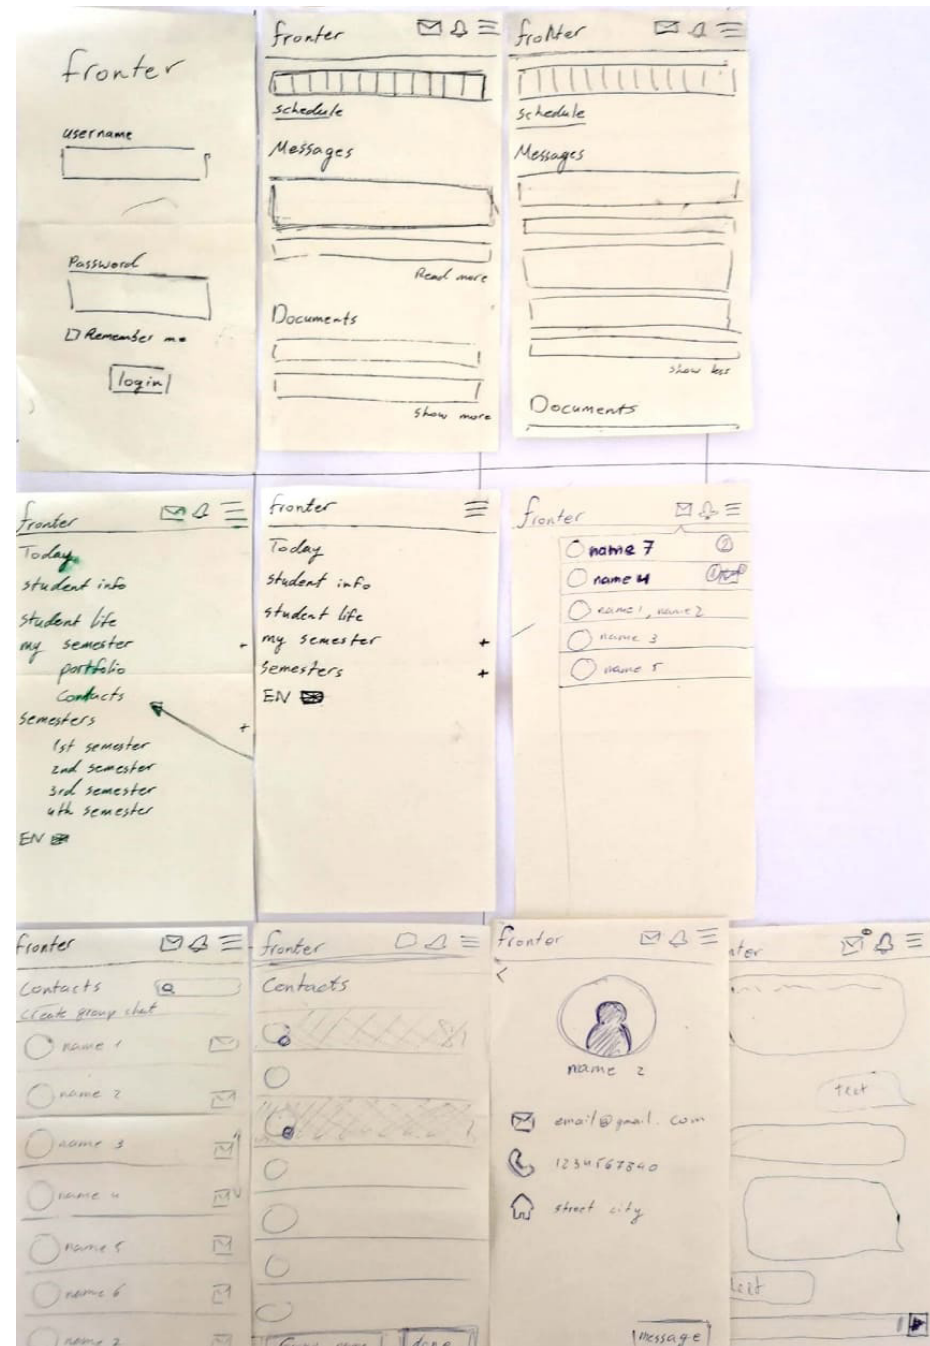 fronter
username
Password
Remember me
login
fronter
schedule
Messages
Read more
Documents
Show more
fronter
Schedule
Messages
show less
Documents
fronter
Today
student info
student life
my semester +
portfolio
Contacts
Semesters +
1st semester
2nd semester
3rd semester
4th semester
EN
fronter
Today
student info
student life
my semester +
Semesters +
EN
fronter
name 7 2
name 4 1
name 1, name 2
name 3
name 5
fronter
Contacts
Create group chat
name 1
name 2
name 3
name 4
name 5
name 6
name 7
fronter
Contacts
done
fronter
<
name 2
email@gmail.com
1234567890
street city
message
nter
text
text